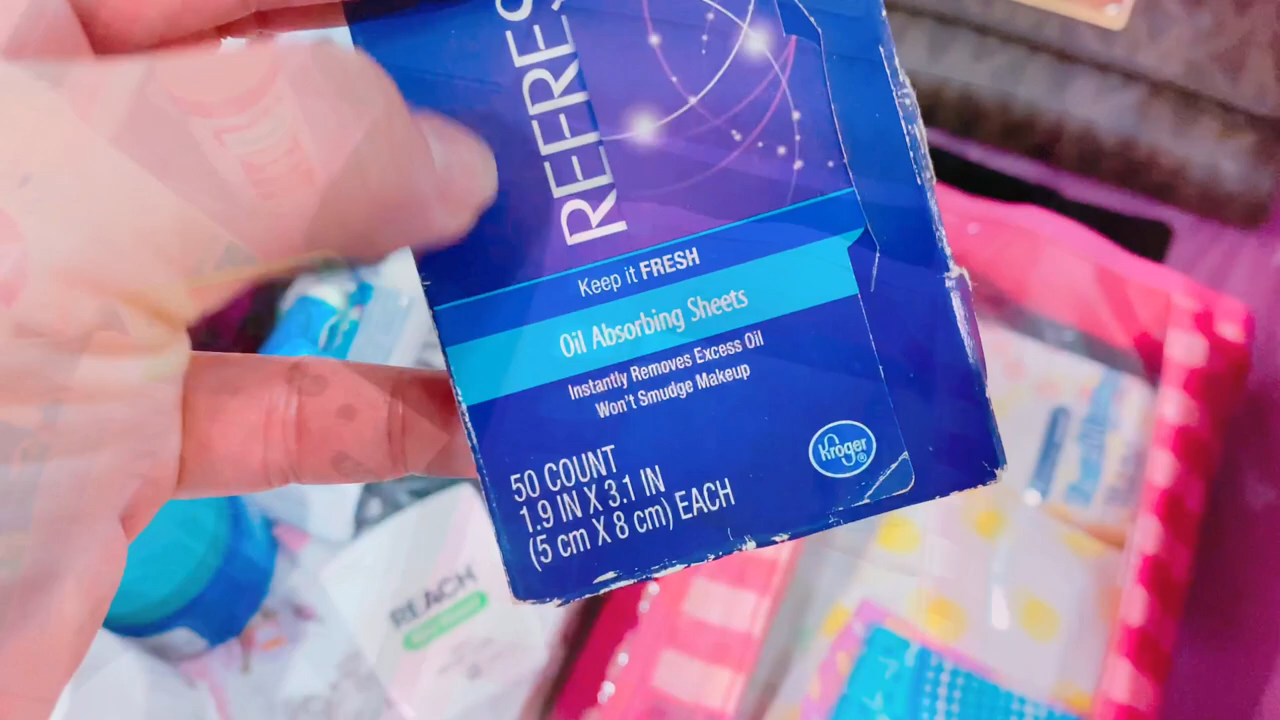 REFRES
Keep it FRESH
Oil Absorbing Sheets
Instantly Removes Excess Oil
Won't Smudge Makeup
50 COUNT
1.9 IN X 3.1 IN
(5 cm X 8 cm) EACH
Kroger®
REACH